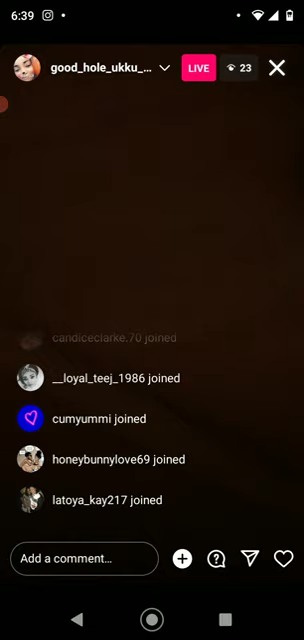 6:39
good_hole_ukku_...
LIVE
23
candiceclarke.70 joined
__loyal_teej_1986 joined
cumyummi joined
honeybunnylove69 joined
latoya_kay217 joined
Add a comment...